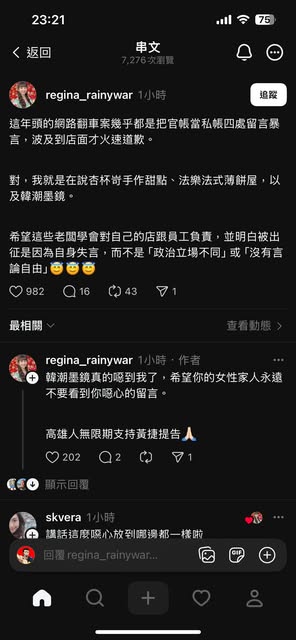 23:21
75
返回
串文
7,276次瀏覽
regina_rainywar 1小時
追蹤
這年頭的網路翻車案幾乎都是把官帳當私帳四處留言暴
言，波及到店面才火速道歉。
對，我就是在說杏杯岢手作甜點、法樂法式薄餅屋，以
及韓潮墨鏡。
希望這些老闆學會對自己的店跟員工負責，並明白被出
征是因為自身失言，而不是「政治立場不同」或「沒有言
論自由」😇😇😇
982 16 43 1
最相關
查看動態
regina_rainywar 1小時·作者
韓潮墨鏡真的噁到我了，希望你的女性家人永遠
不要看到你噁心的留言。
高雄人無限期支持黃捷提告🙏🏻
202 2 1
顯示回覆
skvera 1小時
講話這麼噁心放到哪邊都一樣啦
回覆 regina_rainywar...
GIF